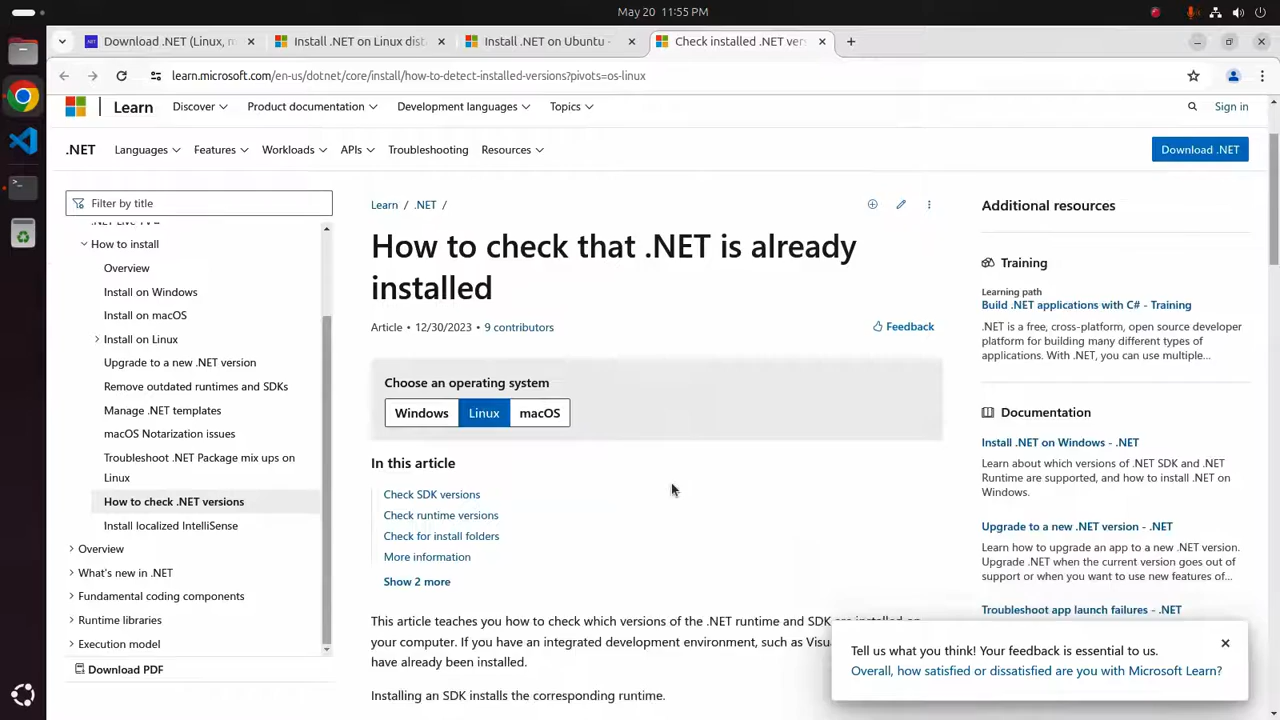 May 20 11:55 PM
Download .NET (Linux, m
Install .NET on Linux dist
Install .NET on Ubuntu -
Check installed .NET ver
learn.microsoft.com/en-us/dotnet/core/install/how-to-detect-installed-versions?pivots=os-linux
Learn
Discover
Product documentation
Development languages
Topics
Sign in
.NET
Languages
Features
Workloads
APIs
Troubleshooting
Resources
Download .NET
Filter by title
.NET Live TV
How to install
Overview
Install on Windows
Install on macOS
Install on Linux
Upgrade to a new .NET version
Remove outdated runtimes and SDKs
Manage .NET templates
macOS Notarization issues
Troubleshoot .NET Package mix ups on
Linux
How to check .NET versions
Install localized IntelliSense
Overview
What's new in .NET
Fundamental coding components
Runtime libraries
Execution model
Download PDF
Learn / .NET /
How to check that .NET is already
installed
Article • 12/30/2023 • 9 contributors
Feedback
Choose an operating system
Windows Linux macOS
In this article
Check SDK versions
Check runtime versions
Check for install folders
More information
Show 2 more
This article teaches you how to check which versions of the .NET runtime and SDK are installed on
your computer. If you have an integrated development environment, such as Visua
have already been installed.
Installing an SDK installs the corresponding runtime.
Additional resources
Training
Learning path
Build .NET applications with C# - Training
.NET is a free, cross-platform, open source developer
platform for building many different types of
applications. With .NET, you can use multiple...
Documentation
Install .NET on Windows - .NET
Learn about which versions of .NET SDK and .NET
Runtime are supported, and how to install .NET on
Windows.
Upgrade to a new .NET version - .NET
Learn how to upgrade an app to a new .NET version.
Upgrade .NET when the current version goes out of
support or when you want to use new features of...
Troubleshoot app launch failures - .NET
Tell us what you think! Your feedback is essential to us.
Overall, how satisfied or dissatisfied are you with Microsoft Learn?